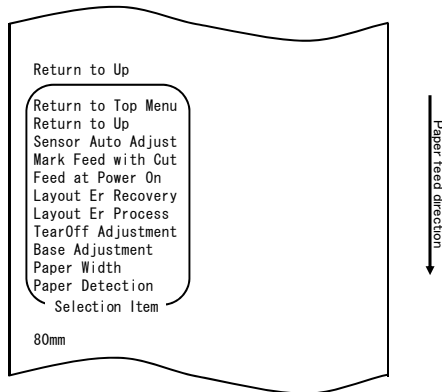 Return to Up
Return to Top Menu
Return to Up
Sensor Auto Adjust
Mark Feed with Cut
Feed at Power On
Layout Er Recovery
Layout Er Process
TearOff Adjustment
Base Adjustment
Paper Width
Paper Detection
Selection Item
80mm
Paper feed direction